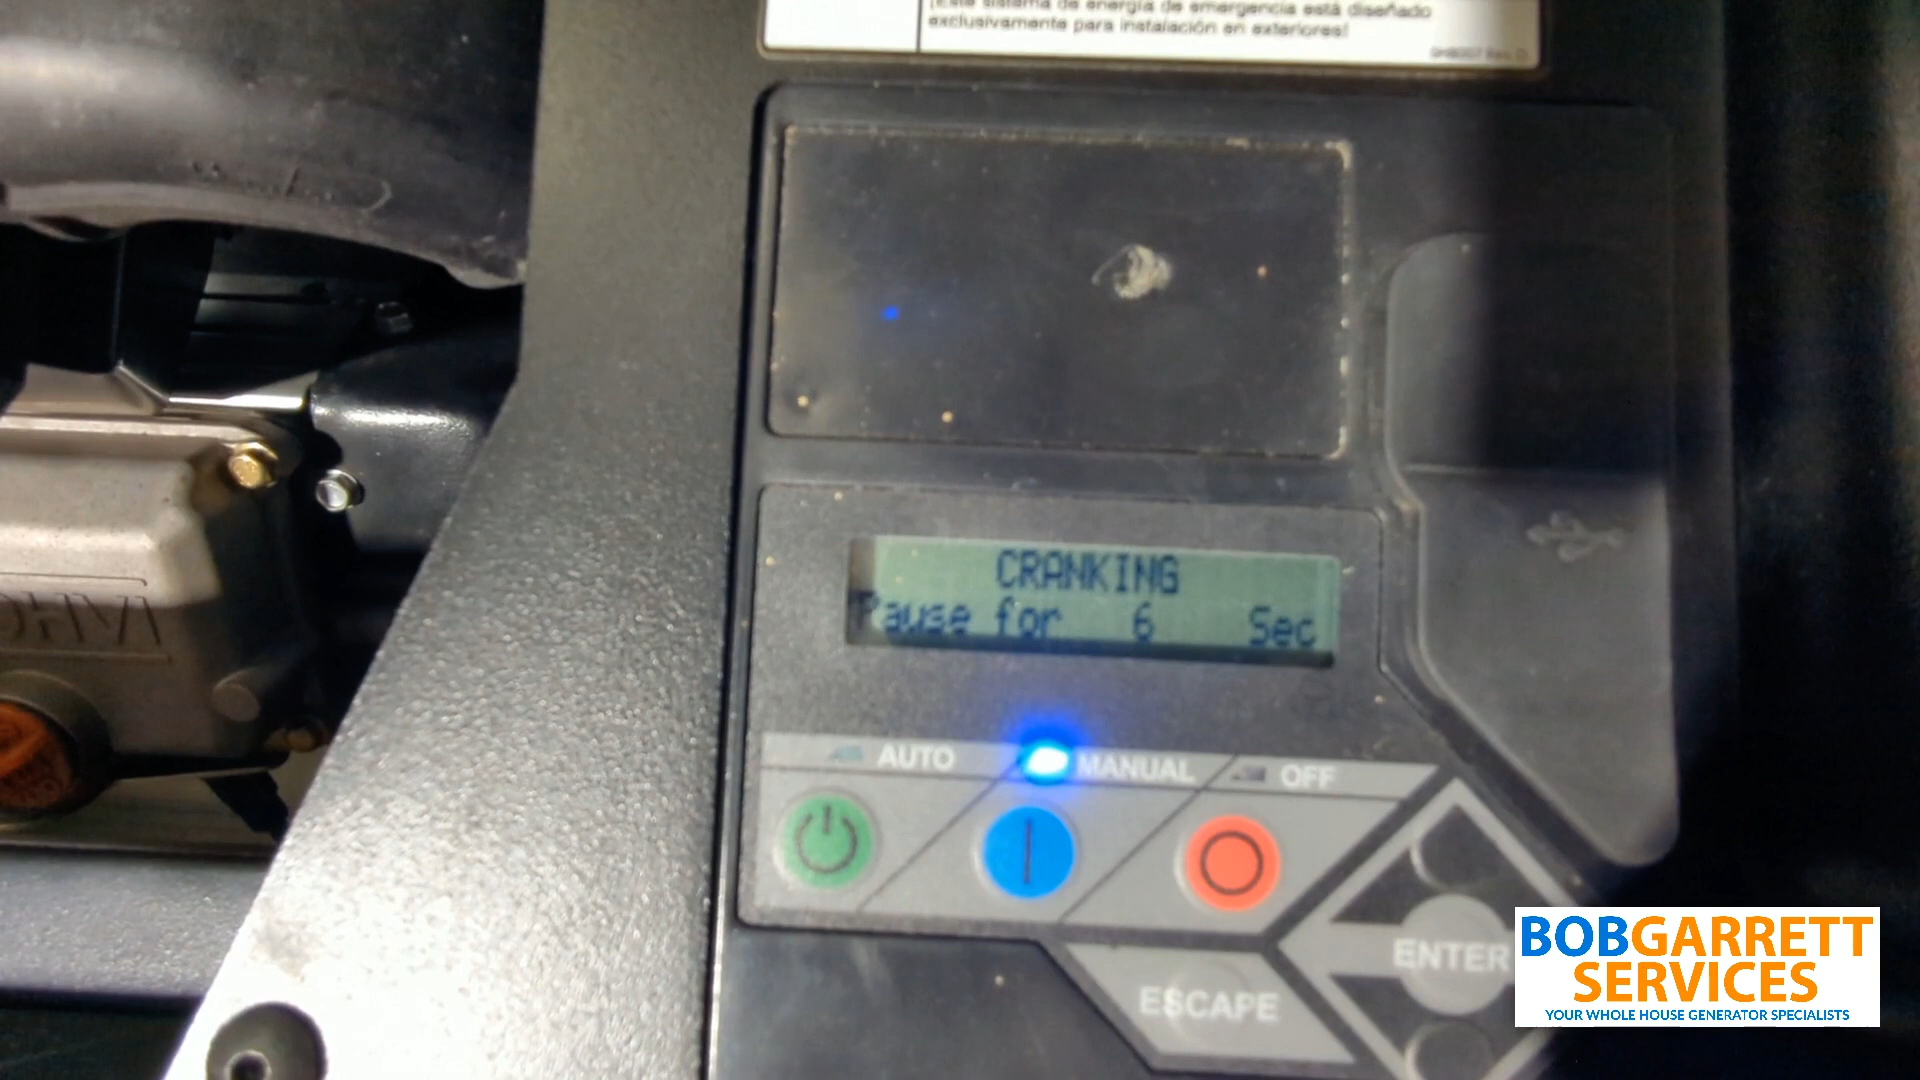 ¡Este sistema de energía de emergencia está diseñado
exclusivamente para instalación en exteriores!
OHVI
CRANKING
Pause for 6 Sec
AUTO
MANUAL
OFF
ENTER
ESCAPE
BOBGARRETT
SERVICES
YOUR WHOLE HOUSE GENERATOR SPECIALISTS